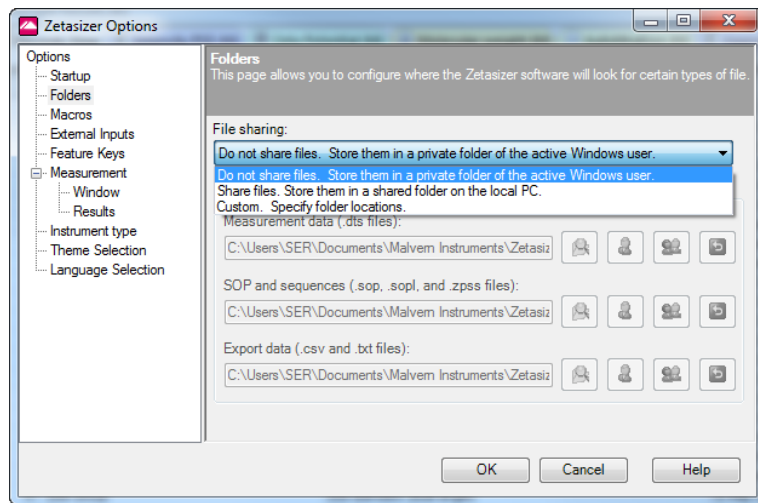 Zetasizer Options
Options
Startup
Folders
Macros
External Inputs
Feature Keys
Measurement
Window
Results
Instrument type
Theme Selection
Language Selection
Folders
This page allows you to configure where the Zetasizer software will look for certain types of file.
File sharing:
Do not share files. Store them in a private folder of the active Windows user.
Do not share files. Store them in a private folder of the active Windows user.
Share files. Store them in a shared folder on the local PC.
Custom. Specify folder locations.
Measurement data (.dts files):
C:\Users\SER\Documents\Malvern Instruments\Zetasiz
SOP and sequences (.sop, .sopl, and .zpss files):
C:\Users\SER\Documents\Malvern Instruments\Zetasiz
Export data (.csv and .txt files):
C:\Users\SER\Documents\Malvern Instruments\Zetasiz
OK Cancel Help